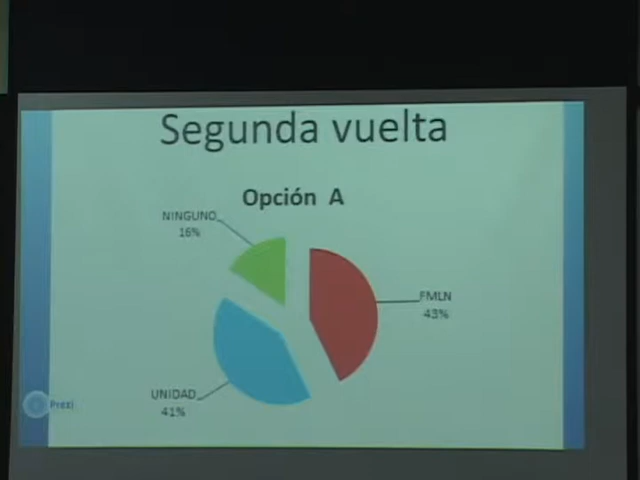 Segunda vuelta
Opción A
NINGUNO
16%
FMLN
43%
UNIDAD
41%
Prezi